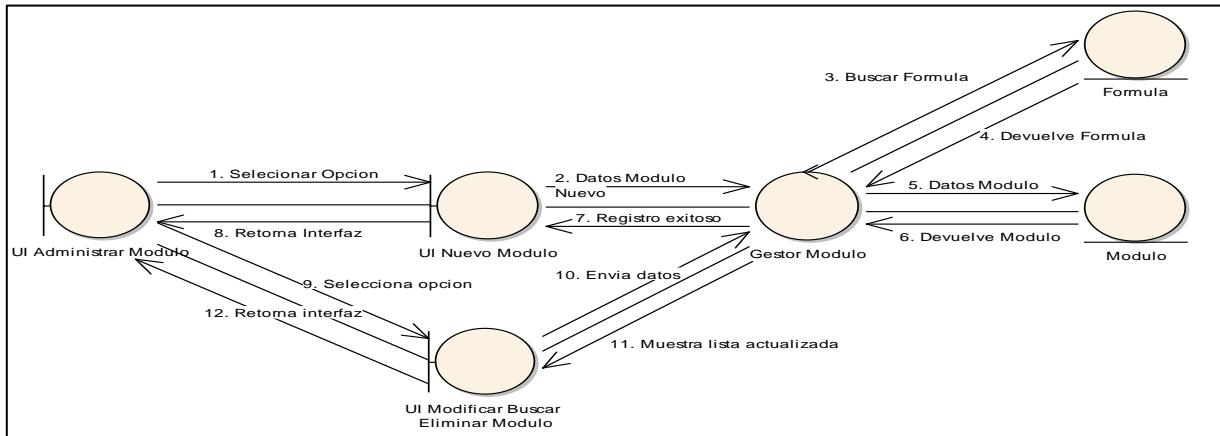 3. Buscar Formula
Formula
4. Devuelve Formula
1. Selecionar Opcion
2. Datos Modulo
Nuevo
5. Datos Modulo
7. Registro exitoso
8. Retorna Interfaz
6. Devuelve Modulo
UI Administrar Modulo
UI Nuevo Modulo
Gestor Modulo
Modulo
10. Envia datos
9. Selecciona opcion
12. Retorna interfaz
11. Muestra lista actualizada
UI Modificar Buscar
Eliminar Modulo